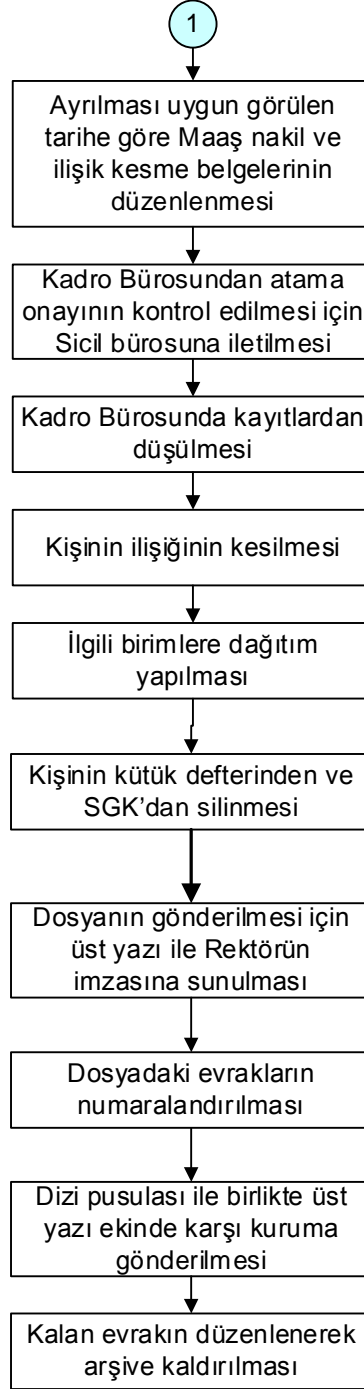 1
Ayrılması uygun görülen
tarihe göre Maaş nakil ve
ilişik kesme belgelerinin
düzenlenmesi
Kadro Bürosundan atama
onayının kontrol edilmesi için
Sicil bürosuna iletilmesi
Kadro Bürosunda kayıtlardan
düşülmesi
Kişinin ilişiğinin kesilmesi
İlgili birimlere dağıtım
yapılması
Kişinin kütük defterinden ve
SGK’dan silinmesi
Dosyanın gönderilmesi için
üst yazı ile Rektörün
imzasına sunulması
Dosyadaki evrakların
numaralandırılması
Dizi pusulası ile birlikte üst
yazı ekinde karşı kuruma
gönderilmesi
Kalan evrakın düzenlenerek
arşive kaldırılması